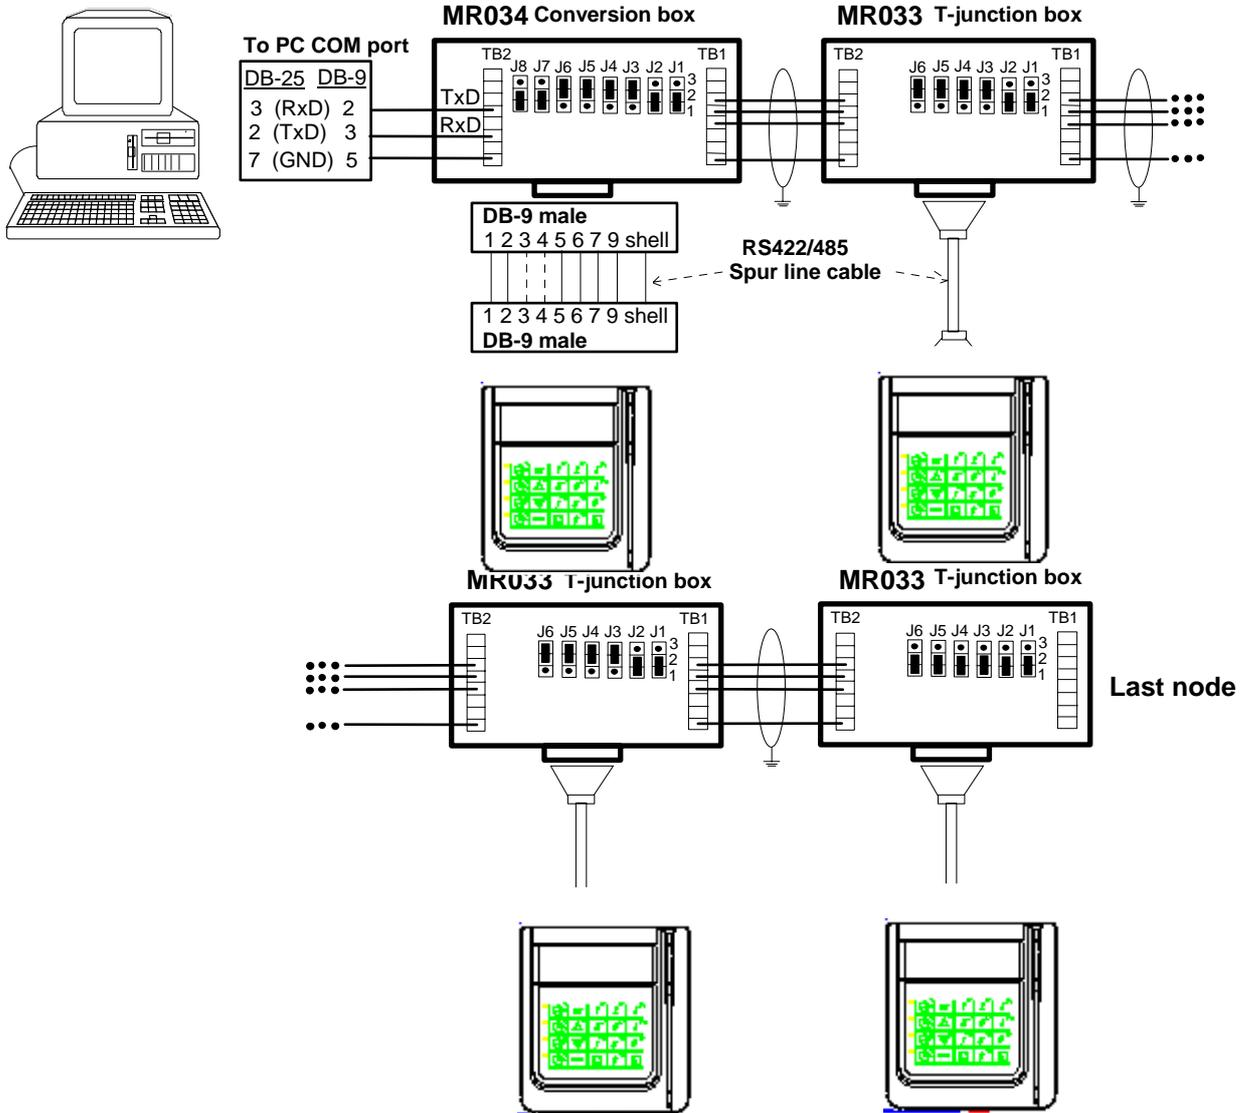 MR034 Conversion box
MR033 T-junction box
To PC COM port
DB-25 DB-9
3 (RxD) 2
2 (TxD) 3
7 (GND) 5
TxD
RxD
TB2
J8 J7 J6 J5 J4 J3 J2 J1
3
2
1
TB1
TB2
J6 J5 J4 J3 J2 J1
3
2
1
TB1
DB-9 male
1 2 3 4 5 6 7 9 shell
1 2 3 4 5 6 7 9 shell
DB-9 male
RS422/485
Spur line cable
MR033 T-junction box
MR033 T-junction box
TB2
J6 J5 J4 J3 J2 J1
3
2
1
TB1
TB2
J6 J5 J4 J3 J2 J1
3
2
1
TB1
Last node